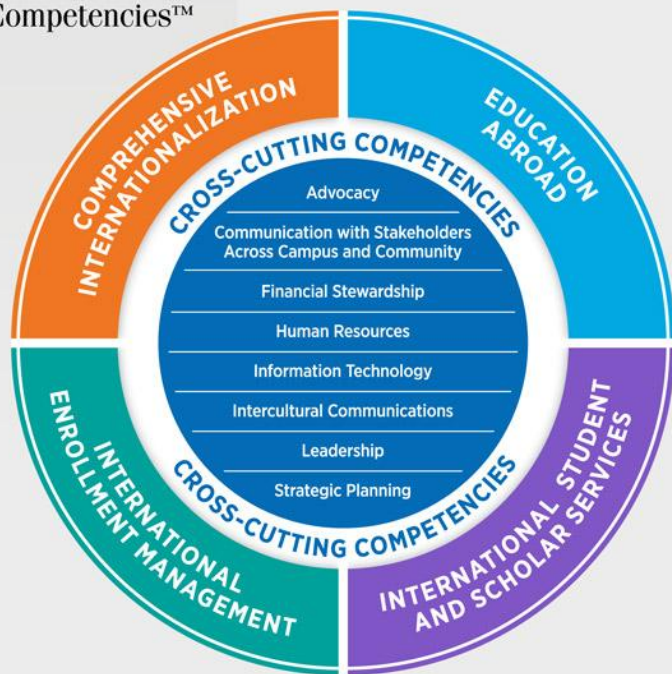 Competencies™
COMPREHENSIVE
INTERNATIONALIZATION
EDUCATION
ABROAD
CROSS-CUTTING COMPETENCIES
Advocacy
Communication with Stakeholders
Across Campus and Community
Financial Stewardship
Human Resources
Information Technology
Intercultural Communications
Leadership
Strategic Planning
CROSS-CUTTING COMPETENCIES
INTERNATIONAL
ENROLLMENT MANAGEMENT
INTERNATIONAL STUDENT
AND SCHOLAR SERVICES